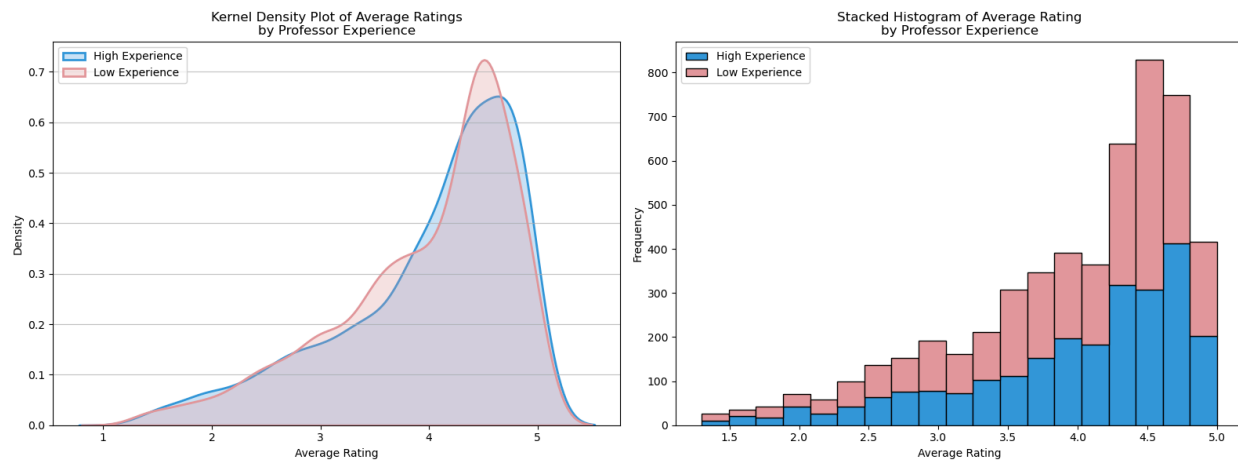 Kernel Density Plot of Average Ratings
by Professor Experience
High Experience
Low Experience
0.7
0.6
0.5
0.4
0.3
0.2
0.1
0.0
Density
1 2 3 4 5
Average Rating
Stacked Histogram of Average Rating
by Professor Experience
High Experience
Low Experience
800
700
600
500
400
300
200
100
0
Frequency
1.5 2.0 2.5 3.0 3.5 4.0 4.5 5.0
Average Rating